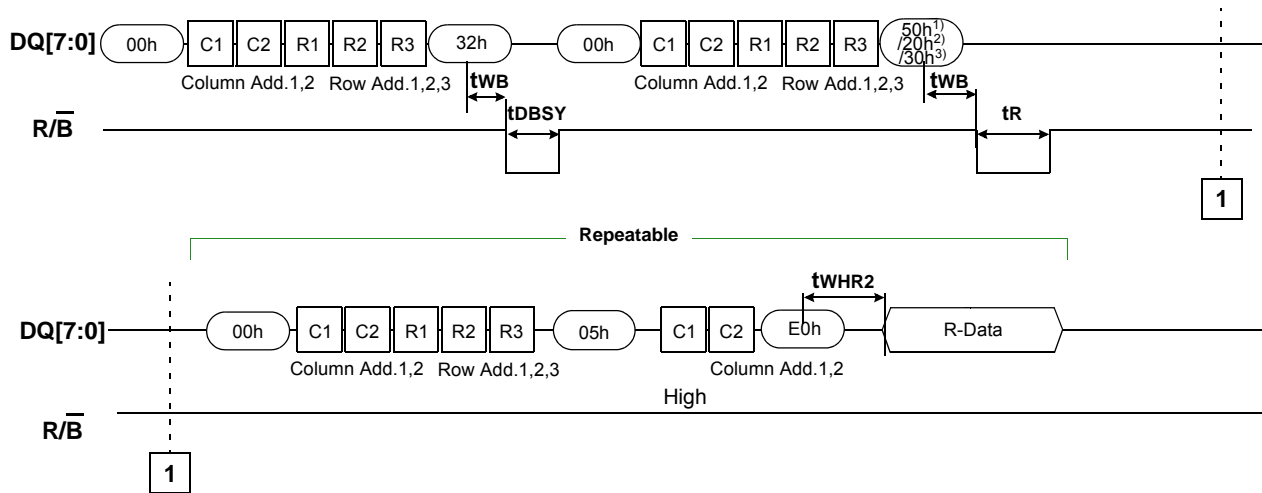 DQ[7:0] 00h C1 C2 R1 R2 R3 32h 00h C1 C2 R1 R2 R3 50h1) /20h2) /30h3)
Column Add.1,2 Row Add.1,2,3 tWB Column Add.1,2 Row Add.1,2,3 tWB
tDBSY tR
R/B
1
Repeatable
tWHR2
DQ[7:0] 00h C1 C2 R1 R2 R3 05h C1 C2 E0h R-Data
Column Add.1,2 Row Add.1,2,3 Column Add.1,2
High
R/B
1